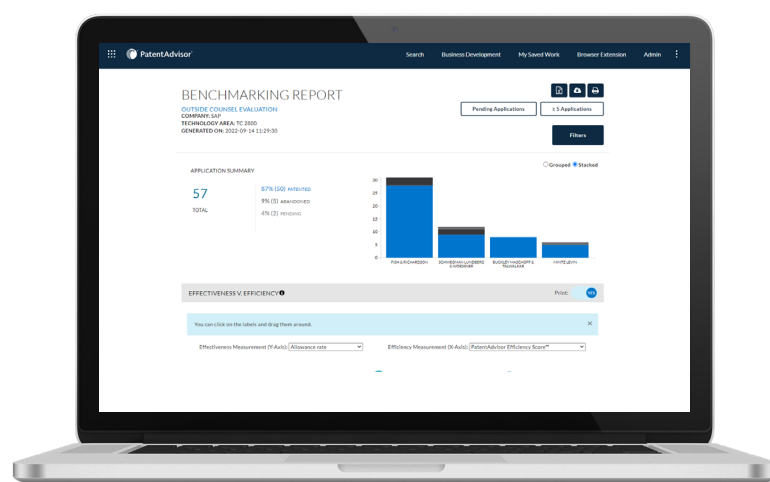 PatentAdvisor
Search Business Development My Saved Work Browser Extension Admin
BENCHMARKING REPORT
OUTSIDE COUNSEL EVALUATION
COMPANY: SAP
TECHNOLOGY AREA: TC 2800
GENERATED ON: 2022-09-14 11:29:30
Pending Applications ≥ 5 Applications
Filters
APPLICATION SUMMARY
Grouped Stacked
57
TOTAL
87% (50) PATENTED
9% (5) ABANDONED
4% (2) PENDING
30
25
20
15
10
5
0
FISH & RICHARDSON
SCHWEGMAN LUNDBERG
& WOESSNER
BUCKLEY MASCHOFF &
TALWALKAR
MINTZ LEVIN
EFFECTIVENESS V. EFFICIENCY
Print: YES
You can click on the labels and drag them around. ×
Effectiveness Measurement (Y-Axis): Allowance rate
Efficiency Measurement (X-Axis): PatentAdvisor Efficiency Score™